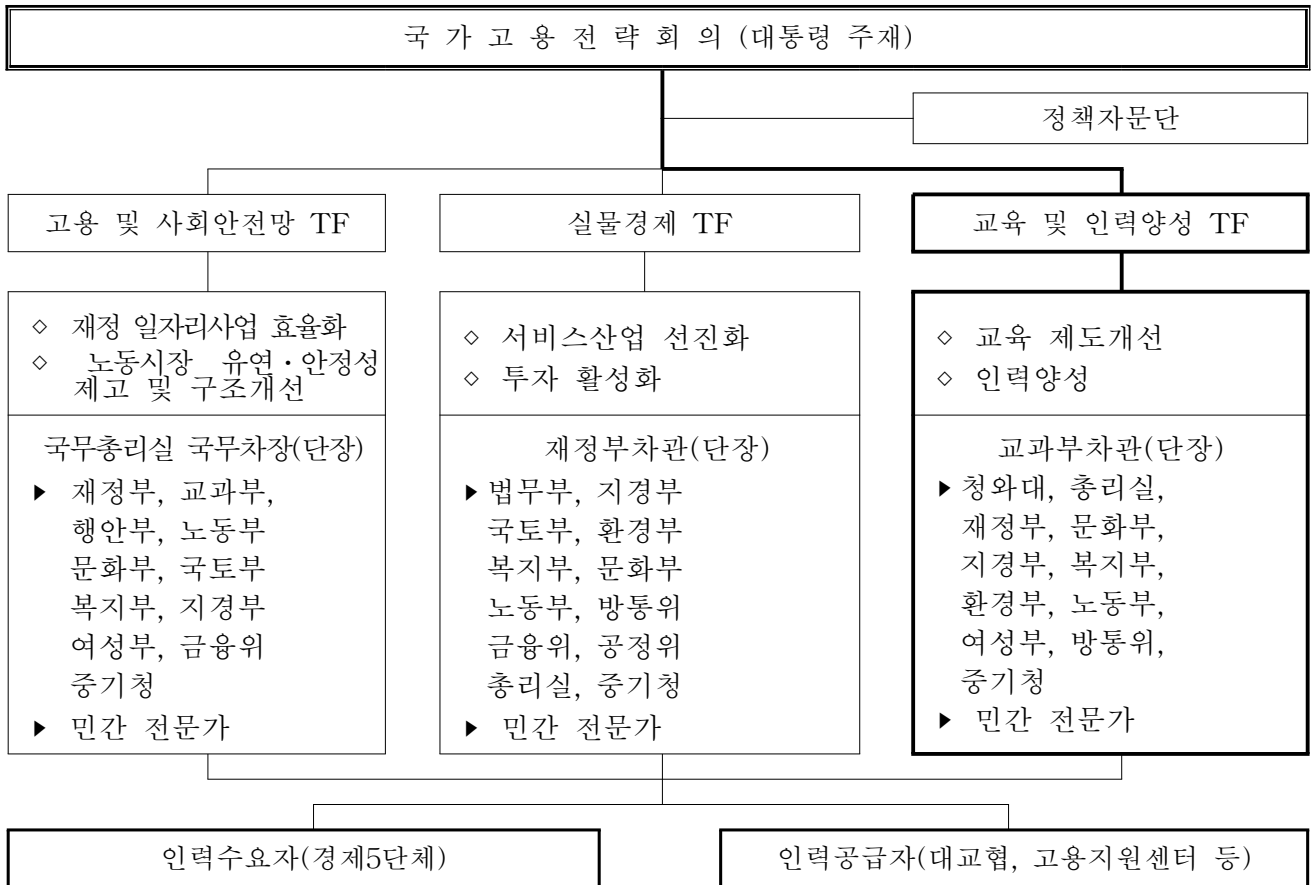 국 가 고 용 전 략 회 의 (대통령 주재)
정책자문단
고용 및 사회안전망 TF
◇ 재정 일자리사업 효율화
◇ 노동시장 유연·안정성
제고 및 구조개선
국무총리실 국무차장(단장)
▶ 재정부, 교과부,
행안부, 노동부
문화부, 국토부
복지부, 지경부
여성부, 금융위
중기청
▶ 민간 전문가
실물경제 TF
◇ 서비스산업 선진화
◇ 투자 활성화
재정부차관(단장)
▶ 법무부, 지경부
국토부, 환경부
복지부, 문화부
노동부, 방통위
금융위, 공정위
총리실, 중기청
▶ 민간 전문가
교육 및 인력양성 TF
◇ 교육 제도개선
◇ 인력양성
교과부차관(단장)
▶ 청와대, 총리실,
재정부, 문화부,
지경부, 복지부,
환경부, 노동부,
여성부, 방통위,
중기청
▶ 민간 전문가
인력수요자(경제5단체)
인력공급자(대교협, 고용지원센터 등)